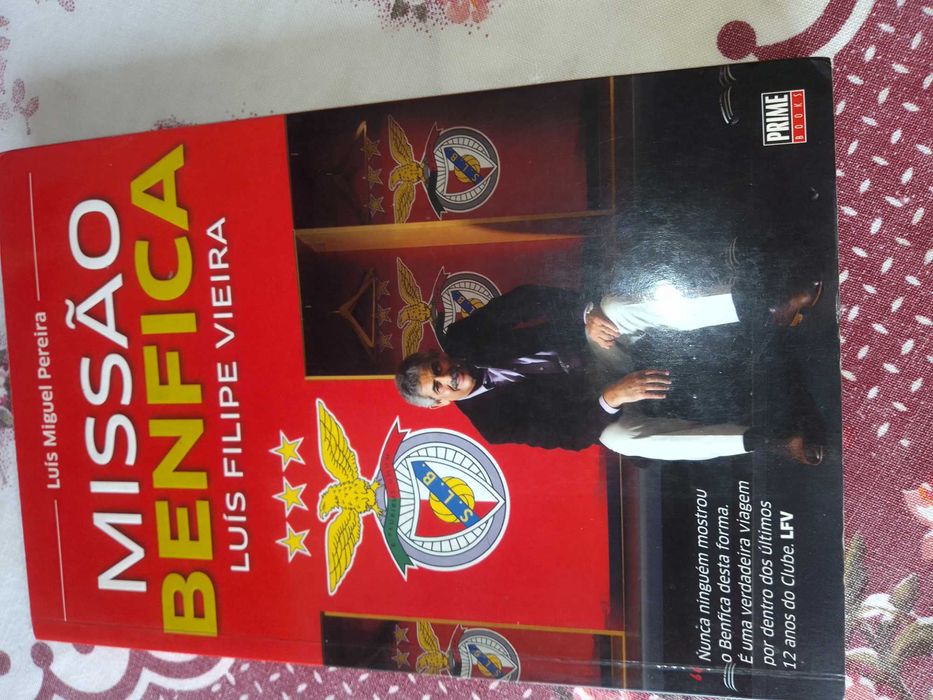 Luís Miguel Pereira
MISSÃO
BENFICA
LUÍS FILIPE VIEIRA
S.L.B.
S.L.B.
“ Nunca ninguém mostrou
o Benfica desta forma.
É uma verdadeira viagem
por dentro dos últimos
12 anos do Clube. LFV
PRIME
BOOKS